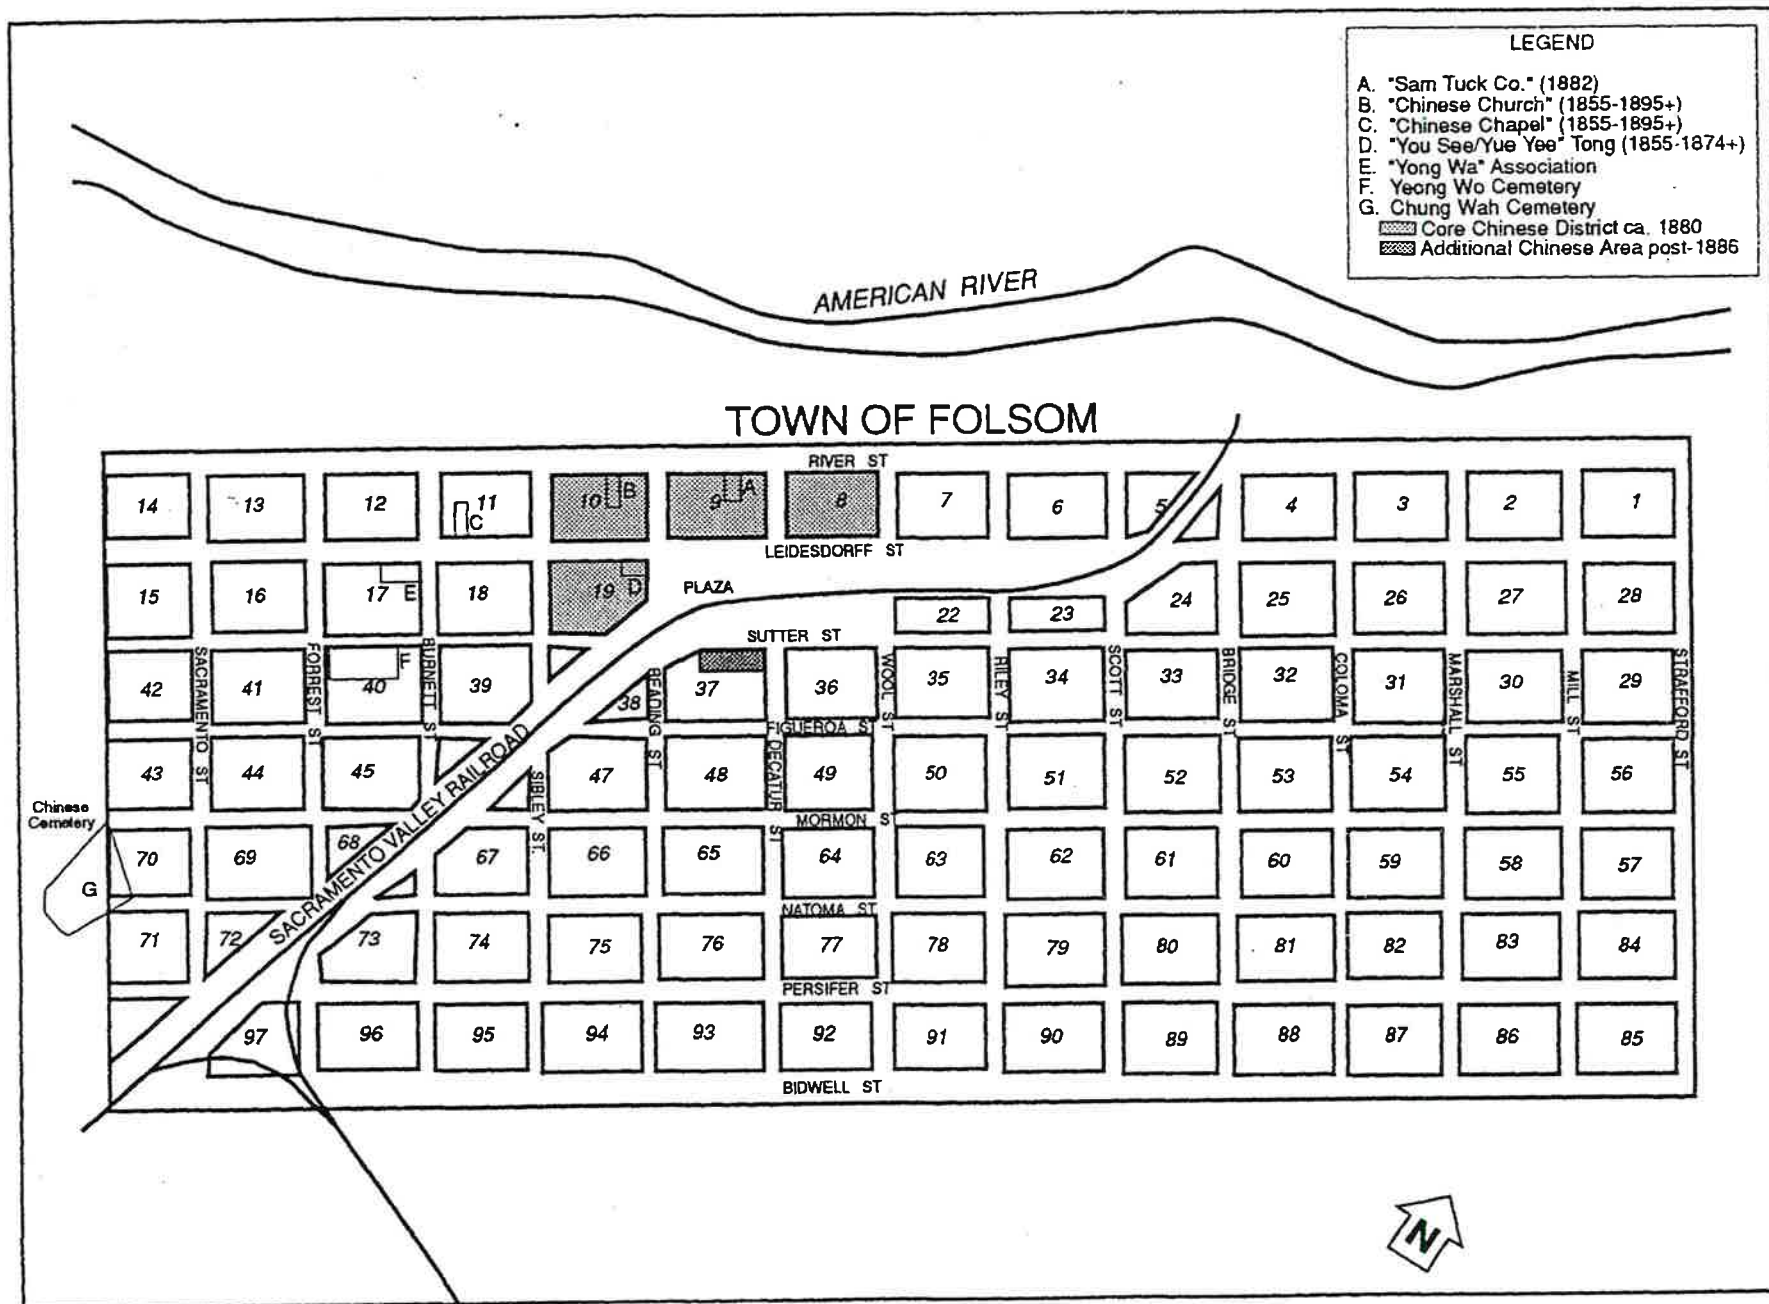 LEGEND
A. "Sam Tuck Co." (1882)
B. "Chinese Church" (1855-1895+)
C. "Chinese Chapel" (1855-1895+)
D. "You See/Yue Yee" Tong (1855-1874+)
E. "Yong Wa" Association
F. Yeong Wo Cemetery
G. Chung Wah Cemetery
Core Chinese District ca. 1880
Additional Chinese Area post-1886
AMERICAN RIVER
TOWN OF FOLSOM
RIVER ST
14 13 12 11 C 10 B 9 A 8 7 6 5 4 3 2 1
LEIDESDORFF ST
15 16 17 E 18 19 D PLAZA 22 23 24 25 26 27 28
SUTTER ST
SACRAMENTO ST
FORREST ST
BURNETT ST
SIBLEY ST.
READING ST
DECATUR ST
WOOL ST
RILEY ST
SCOTT ST
BRIDGE ST
COLOMA ST
MARSHALL ST
MILL ST
STRAFFORD ST
42 41 40 F 39 38 37 36 35 34 33 32 31 30 29
FIGUEROA ST
43 44 45 47 48 49 50 51 52 53 54 55 56
SACRAMENTO VALLEY RAILROAD
MORMON ST
Chinese
Cemetery
G
70 69 68 67 66 65 64 63 62 61 60 59 58 57
NATOMA ST
71 72 73 74 75 76 77 78 79 80 81 82 83 84
PERSIFER ST
97 96 95 94 93 92 91 90 89 88 87 86 85
BIDWELL ST
N